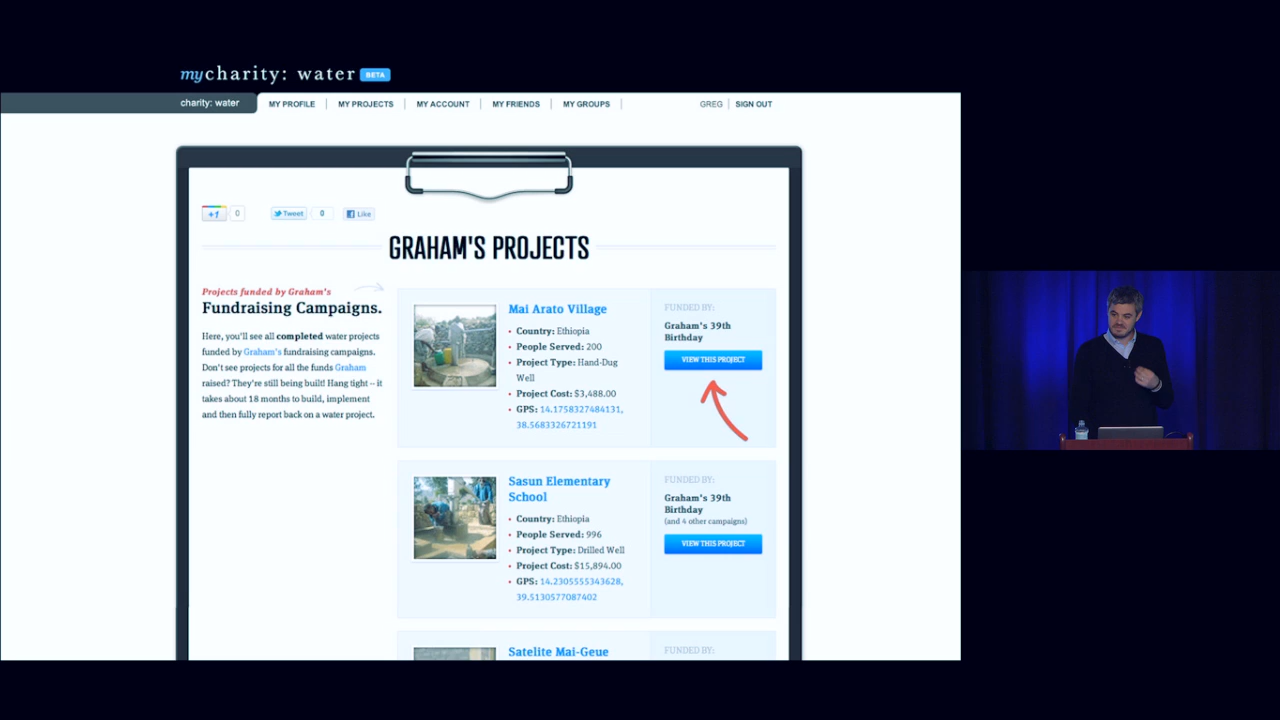 mycharity: water BETA
charity: water MY PROFILE MY PROJECTS MY ACCOUNT MY FRIENDS MY GROUPS GREG SIGN OUT
+1 0 Tweet 0 Like
GRAHAM'S PROJECTS
Projects funded by Graham's
Fundraising Campaigns.
Here, you'll see all completed water projects
funded by Graham's fundraising campaigns.
Don't see projects for all the funds Graham
raised? They're still being built! Hang tight -- it
takes about 18 months to build, implement
and then fully report back on a water project.
Mai Arato Village
• Country: Ethiopia
• People Served: 200
• Project Type: Hand-Dug
Well
• Project Cost: $3,488.00
• GPS: 14.1758327484131,
38.5683326721191
FUNDED BY:
Graham's 39th
Birthday
VIEW THIS PROJECT
Sasun Elementary
School
• Country: Ethiopia
• People Served: 996
• Project Type: Drilled Well
• Project Cost: $15,894.00
• GPS: 14.2305555343628,
39.5130577087402
FUNDED BY:
Graham's 39th
Birthday
(and 4 other campaigns)
VIEW THIS PROJECT
Satelite Mai-Geue
FUNDED BY: